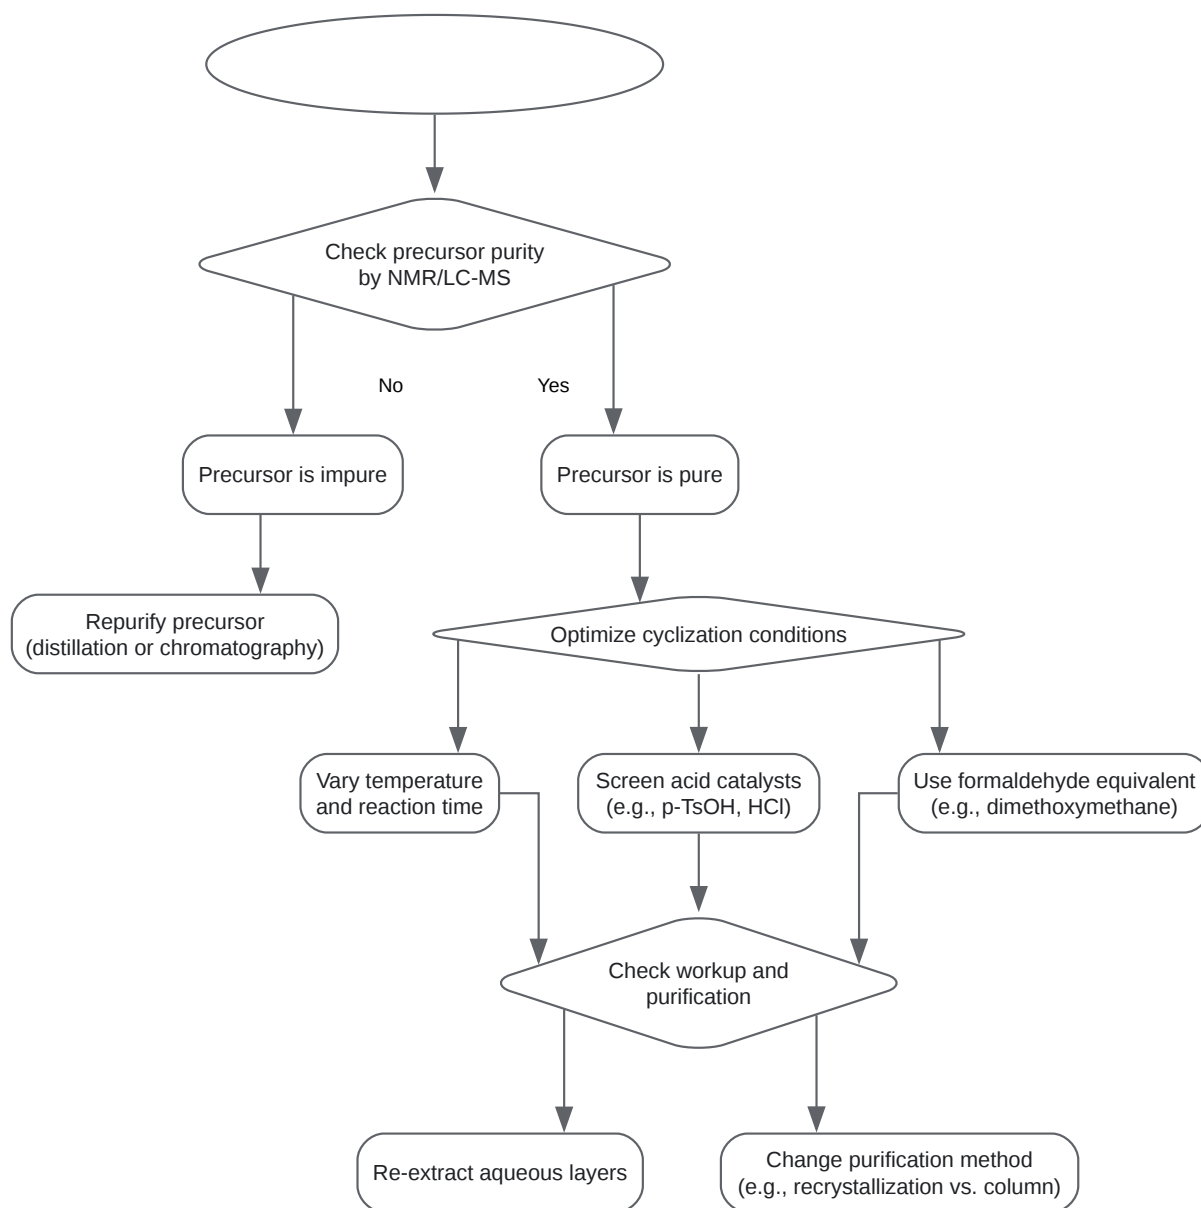 Check precursor purity
by NMR/LC-MS
No
Yes
Precursor is impure
Precursor is pure
Repurify precursor
(distillation or chromatography)
Optimize cyclization conditions
Vary temperature
and reaction time
Screen acid catalysts
(e.g., p-TsOH, HCl)
Use formaldehyde equivalent
(e.g., dimethoxymethane)
Check workup and
purification
Re-extract aqueous layers
Change purification method
(e.g., recrystallization vs. column)